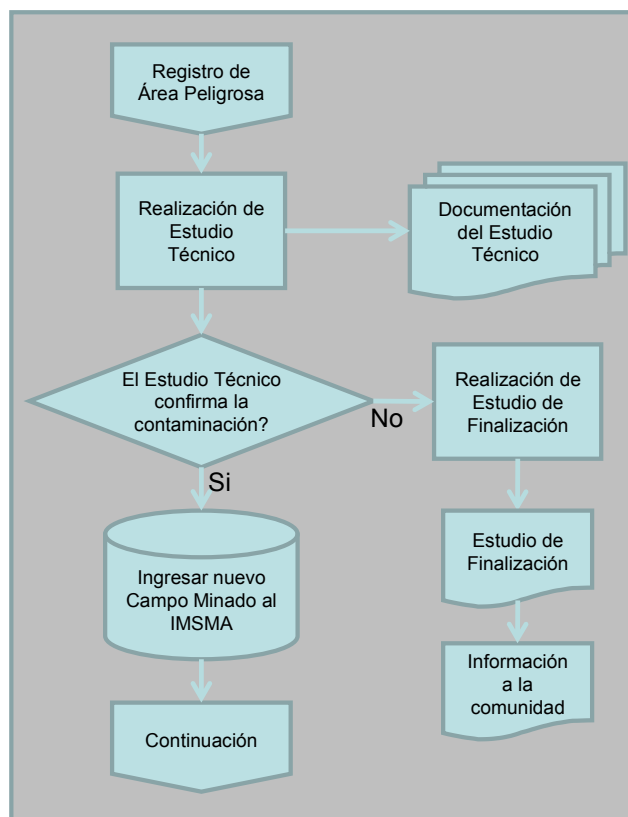 Registro de
Área Peligrosa
Realización de
Estudio
Técnico
Documentación
del Estudio
Técnico
El Estudio Técnico
confirma la
contaminación?
No
Realización de
Estudio de
Finalización
Si
Ingresar nuevo
Campo Minado al
IMSMA
Estudio de
Finalización
Información
a la
comunidad
Continuación